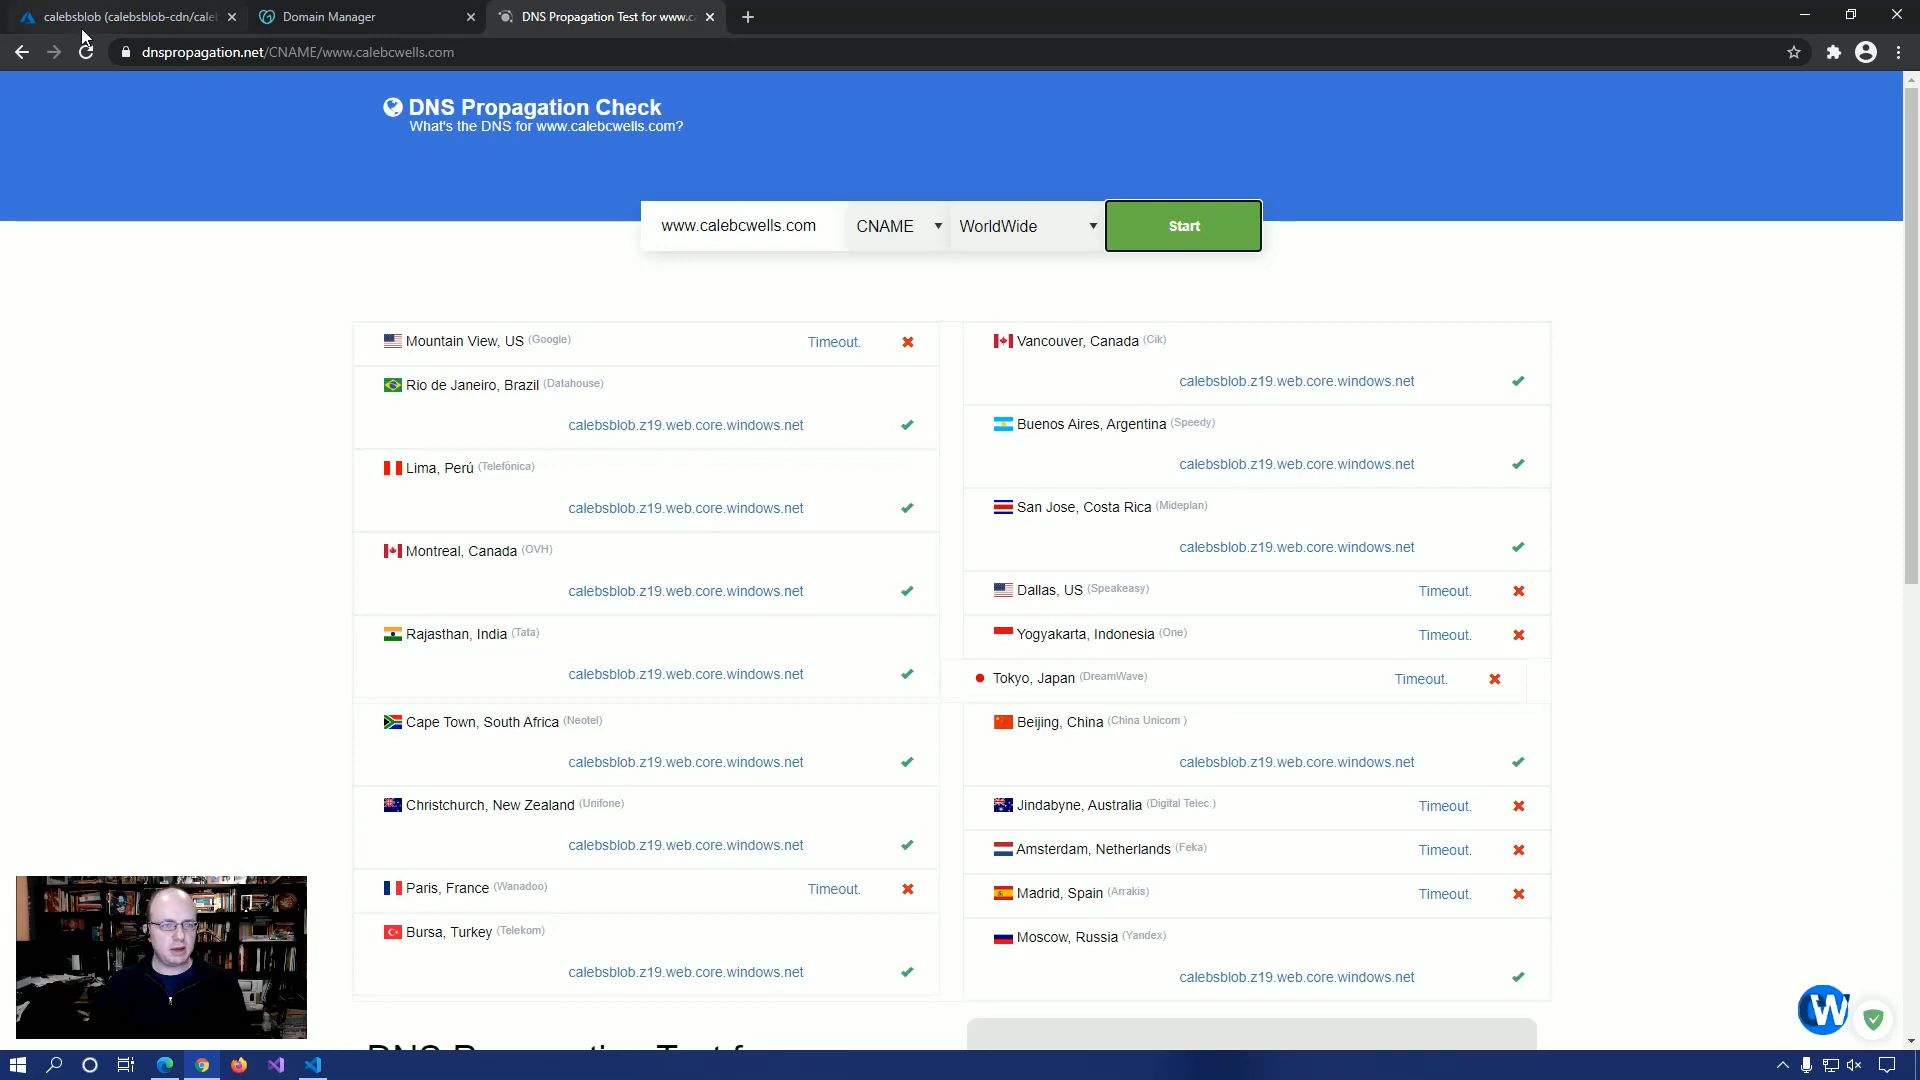 calebsblob (calebsblob-cdn/caleb
Domain Manager
DNS Propagation Test for www.c
dnspropagation.net/CNAME/www.calebcwells.com
DNS Propagation Check
What's the DNS for www.calebcwells.com?
www.calebcwells.com
CNAME
WorldWide
Start
Mountain View, US (Google)
Timeout.
Rio de Janeiro, Brazil (Datahouse)
calebsblob.z19.web.core.windows.net
Lima, Perú (Telefónica)
calebsblob.z19.web.core.windows.net
Montreal, Canada (OVH)
calebsblob.z19.web.core.windows.net
Rajasthan, India (Tata)
calebsblob.z19.web.core.windows.net
Cape Town, South Africa (Neotel)
calebsblob.z19.web.core.windows.net
Christchurch, New Zealand (Unifone)
calebsblob.z19.web.core.windows.net
Paris, France (Wanadoo)
Timeout.
Bursa, Turkey (Telekom)
calebsblob.z19.web.core.windows.net
Vancouver, Canada (Cik)
calebsblob.z19.web.core.windows.net
Buenos Aires, Argentina (Speedy)
calebsblob.z19.web.core.windows.net
San Jose, Costa Rica (Mideplan)
calebsblob.z19.web.core.windows.net
Dallas, US (Speakeasy)
Timeout.
Yogyakarta, Indonesia (One)
Timeout.
Tokyo, Japan (DreamWave)
Timeout.
Beijing, China (China Unicom )
calebsblob.z19.web.core.windows.net
Jindabyne, Australia (Digital Telec.)
Timeout.
Amsterdam, Netherlands (Feka)
Timeout.
Madrid, Spain (Arrakis)
Timeout.
Moscow, Russia (Yandex)
calebsblob.z19.web.core.windows.net
W